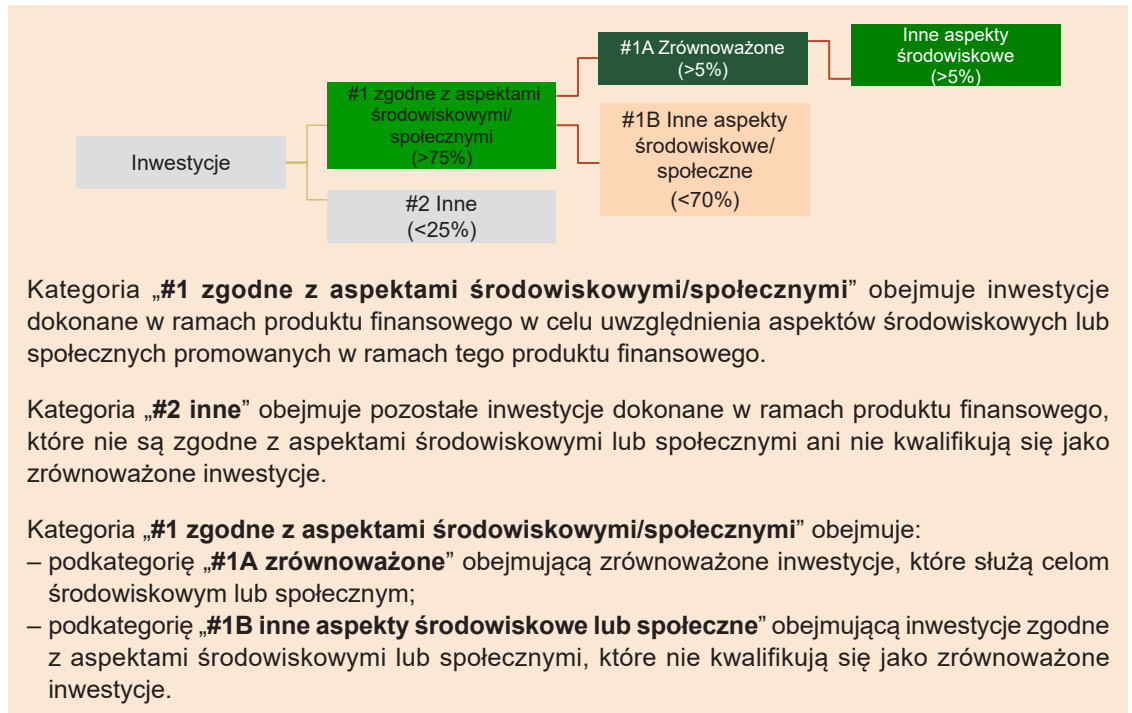 #1A Zrównoważone
(>5%)
Inne aspekty
środowiskowe
(>5%)
#1 zgodne z aspektami
środowiskowymi/
społecznymi
(>75%)
#1B Inne aspekty
środowiskowe/
społeczne
(<70%)
Inwestycje
#2 Inne
(<25%)
Kategoria „#1 zgodne z aspektami środowiskowymi/społecznymi” obejmuje inwestycje
dokonane w ramach produktu finansowego w celu uwzględnienia aspektów środowiskowych lub
społecznych promowanych w ramach tego produktu finansowego.
Kategoria „#2 inne” obejmuje pozostałe inwestycje dokonane w ramach produktu finansowego,
które nie są zgodne z aspektami środowiskowymi lub społecznymi ani nie kwalifikują się jako
zrównoważone inwestycje.
Kategoria „#1 zgodne z aspektami środowiskowymi/społecznymi” obejmuje:
– podkategorię „#1A zrównoważone” obejmującą zrównoważone inwestycje, które służą celom
środowiskowym lub społecznym;
– podkategorię „#1B inne aspekty środowiskowe lub społeczne” obejmującą inwestycje zgodne
z aspektami środowiskowymi lub społecznymi, które nie kwalifikują się jako zrównoważone
inwestycje.